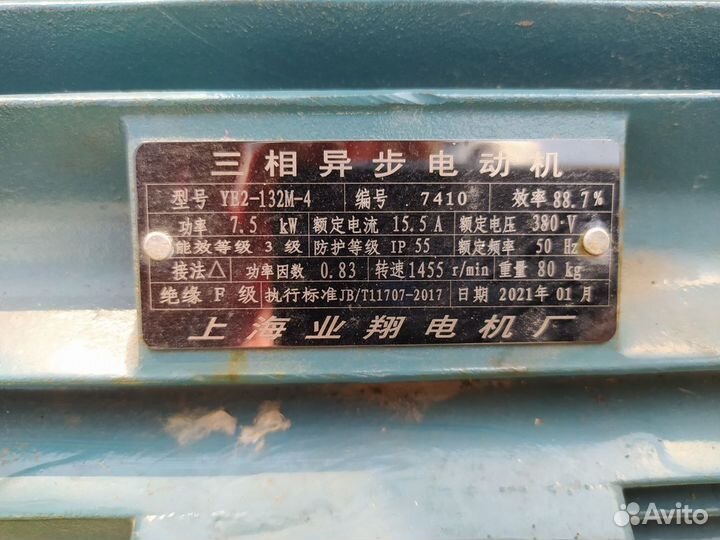 三相异步电动机
型号 YE2-132M-4 编号 .7410 效率 88.7%
功率 7.5 kW 额定电流 15.5 A 额定电压 380·V
能效等级 3 级 防护等级 IP 55 额定频率 50 Hz
接法 △ 功率因数 0.83 转速 1455 r/min 重量 80 kg
绝缘 F 级 执行标准 JB/T11707-2017 日期 2021年 01 月
上海业翔电机厂
Avito